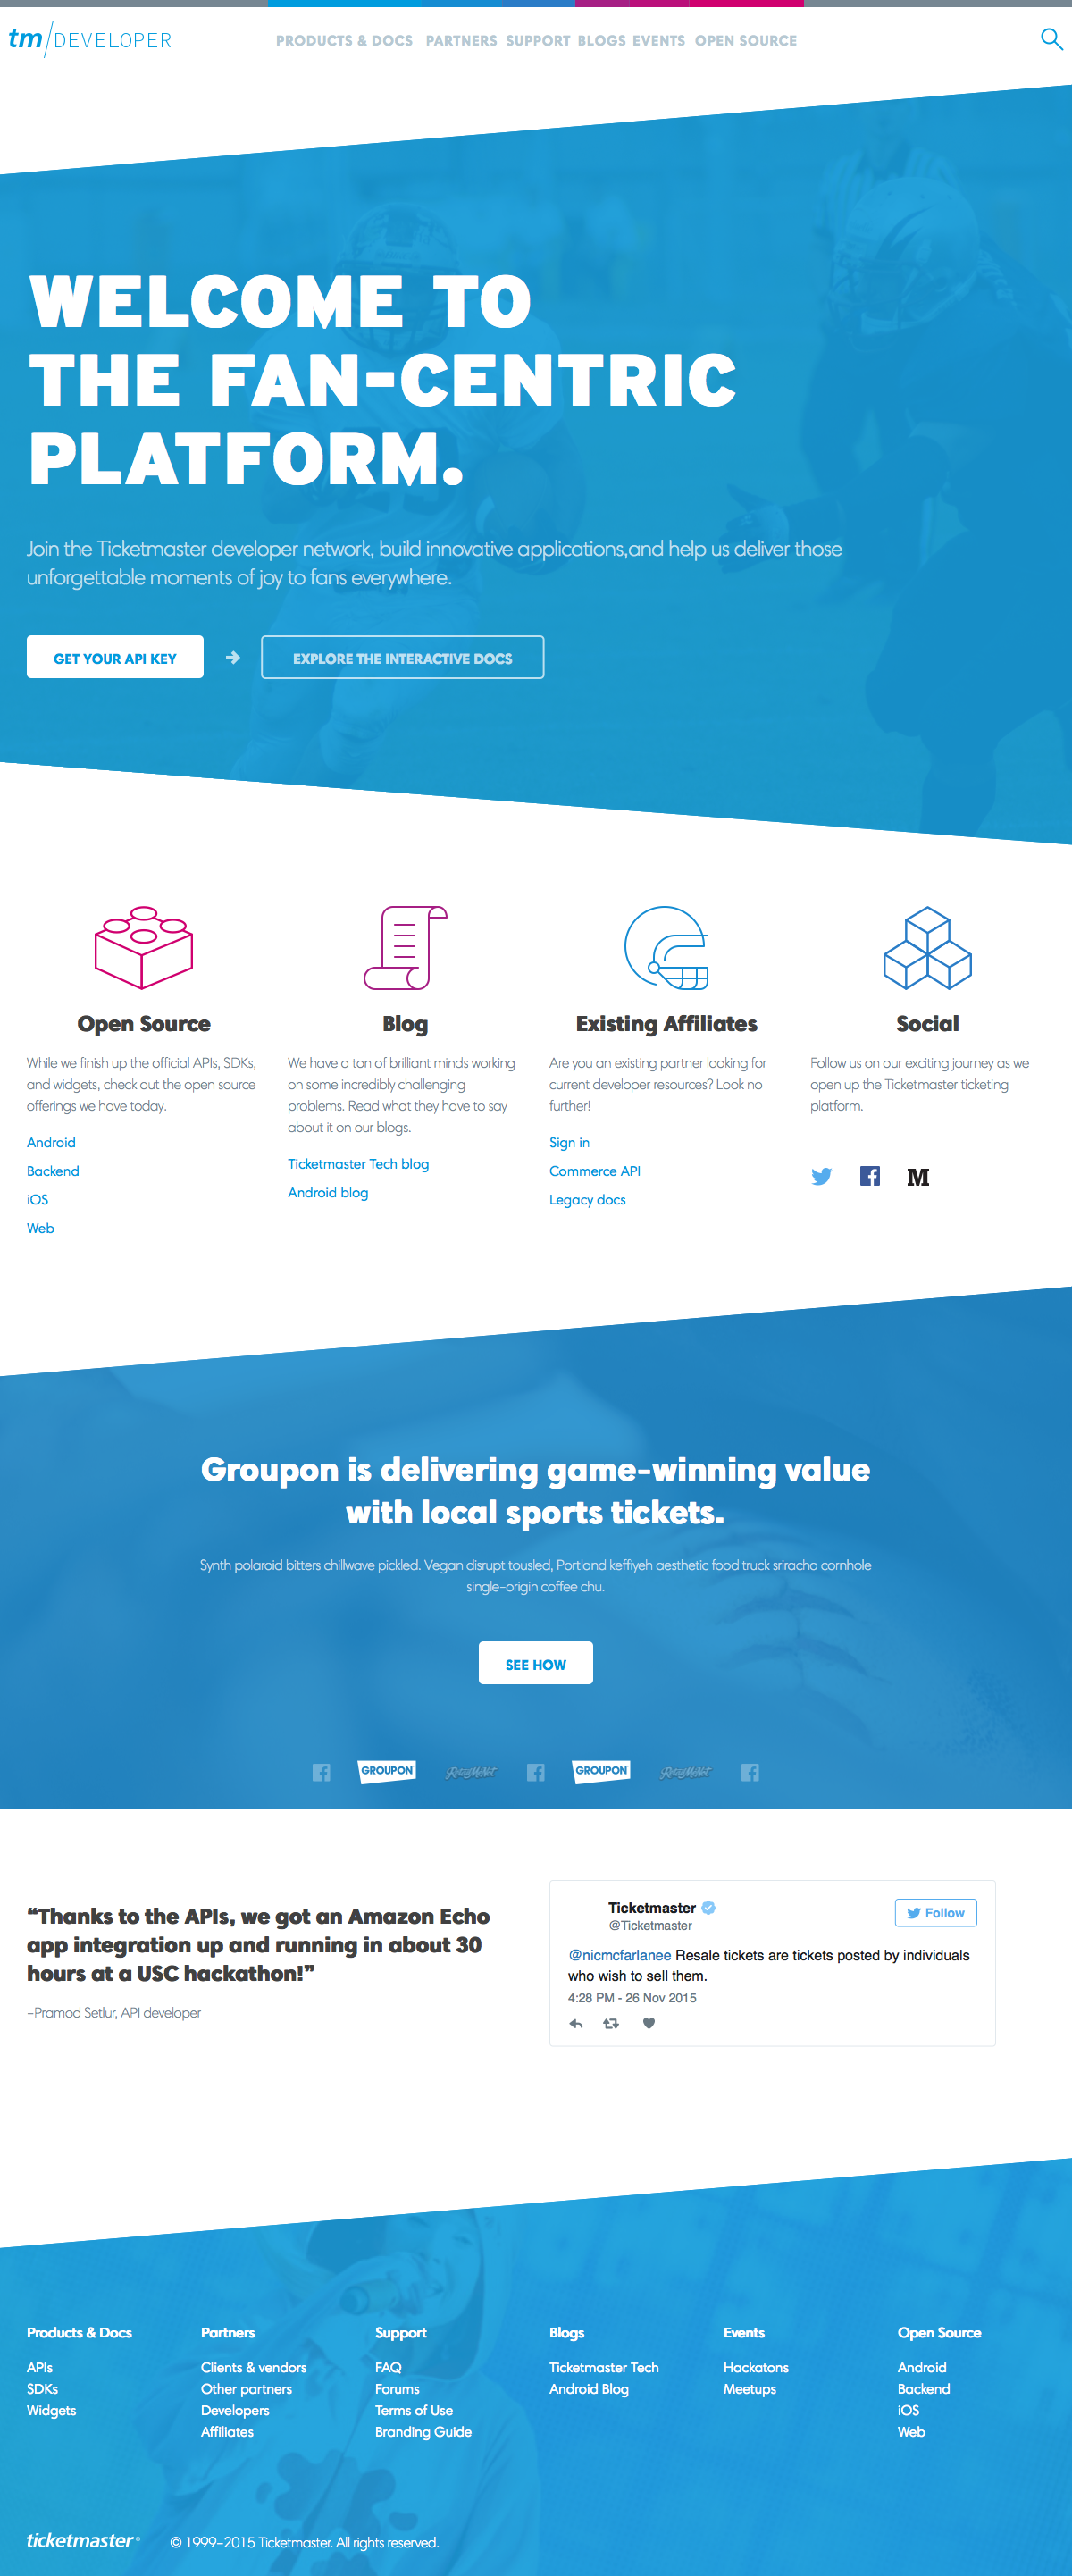 tm/DEVELOPER
PRODUCTS & DOCS PARTNERS SUPPORT BLOGS EVENTS OPEN SOURCE
WELCOME TO
THE FAN-CENTRIC
PLATFORM.
Join the Ticketmaster developer network, build innovative applications,and help us deliver those
unforgettable moments of joy to fans everywhere.
GET YOUR API KEY
EXPLORE THE INTERACTIVE DOCS
Open Source
While we finish up the official APIs, SDKs,
and widgets, check out the open source
offerings we have today.
Android
Backend
iOS
Web
Blog
We have a ton of brilliant minds working
on some incredibly challenging
problems. Read what they have to say
about it on our blogs.
Ticketmaster Tech blog
Android blog
Existing Affiliates
Are you an existing partner looking for
current developer resources? Look no
further!
Sign in
Commerce API
Legacy docs
Social
Follow us on our exciting journey as we
open up the Ticketmaster ticketing
platform.
M
Groupon is delivering game-winning value
with local sports tickets.
Synth polaroid bitters chillwave pickled. Vegan disrupt tousled, Portland keffiyeh aesthetic food truck sriracha cornhole
single-origin coffee chu.
SEE HOW
GROUPON
GROUPON
“Thanks to the APIs, we got an Amazon Echo
app integration up and running in about 30
hours at a USC hackathon!”
–Pramod Setlur, API developer
Ticketmaster
@Ticketmaster
Follow
@nicmcfarlanee Resale tickets are tickets posted by individuals
who wish to sell them.
4:28 PM - 26 Nov 2015
Products & Docs
APIs
SDKs
Widgets
Partners
Clients & vendors
Other partners
Developers
Affiliates
Support
FAQ
Forums
Terms of Use
Branding Guide
Blogs
Ticketmaster Tech
Android Blog
Events
Hackatons
Meetups
Open Source
Android
Backend
iOS
Web
ticketmaster®
© 1999-2015 Ticketmaster. All rights reserved.